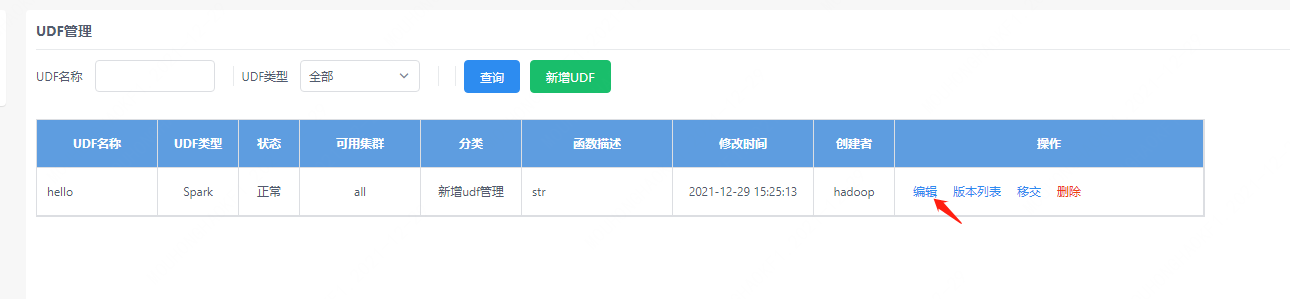 UDF管理
UDF名称 UDF类型 全部 查询 新增UDF
UDF名称 UDF类型 状态 可用集群 分类 函数描述 修改时间 创建者 操作
hello Spark 正常 all 新增udf管理 str 2021-12-29 15:25:13 hadoop 编辑 版本列表 移交 删除